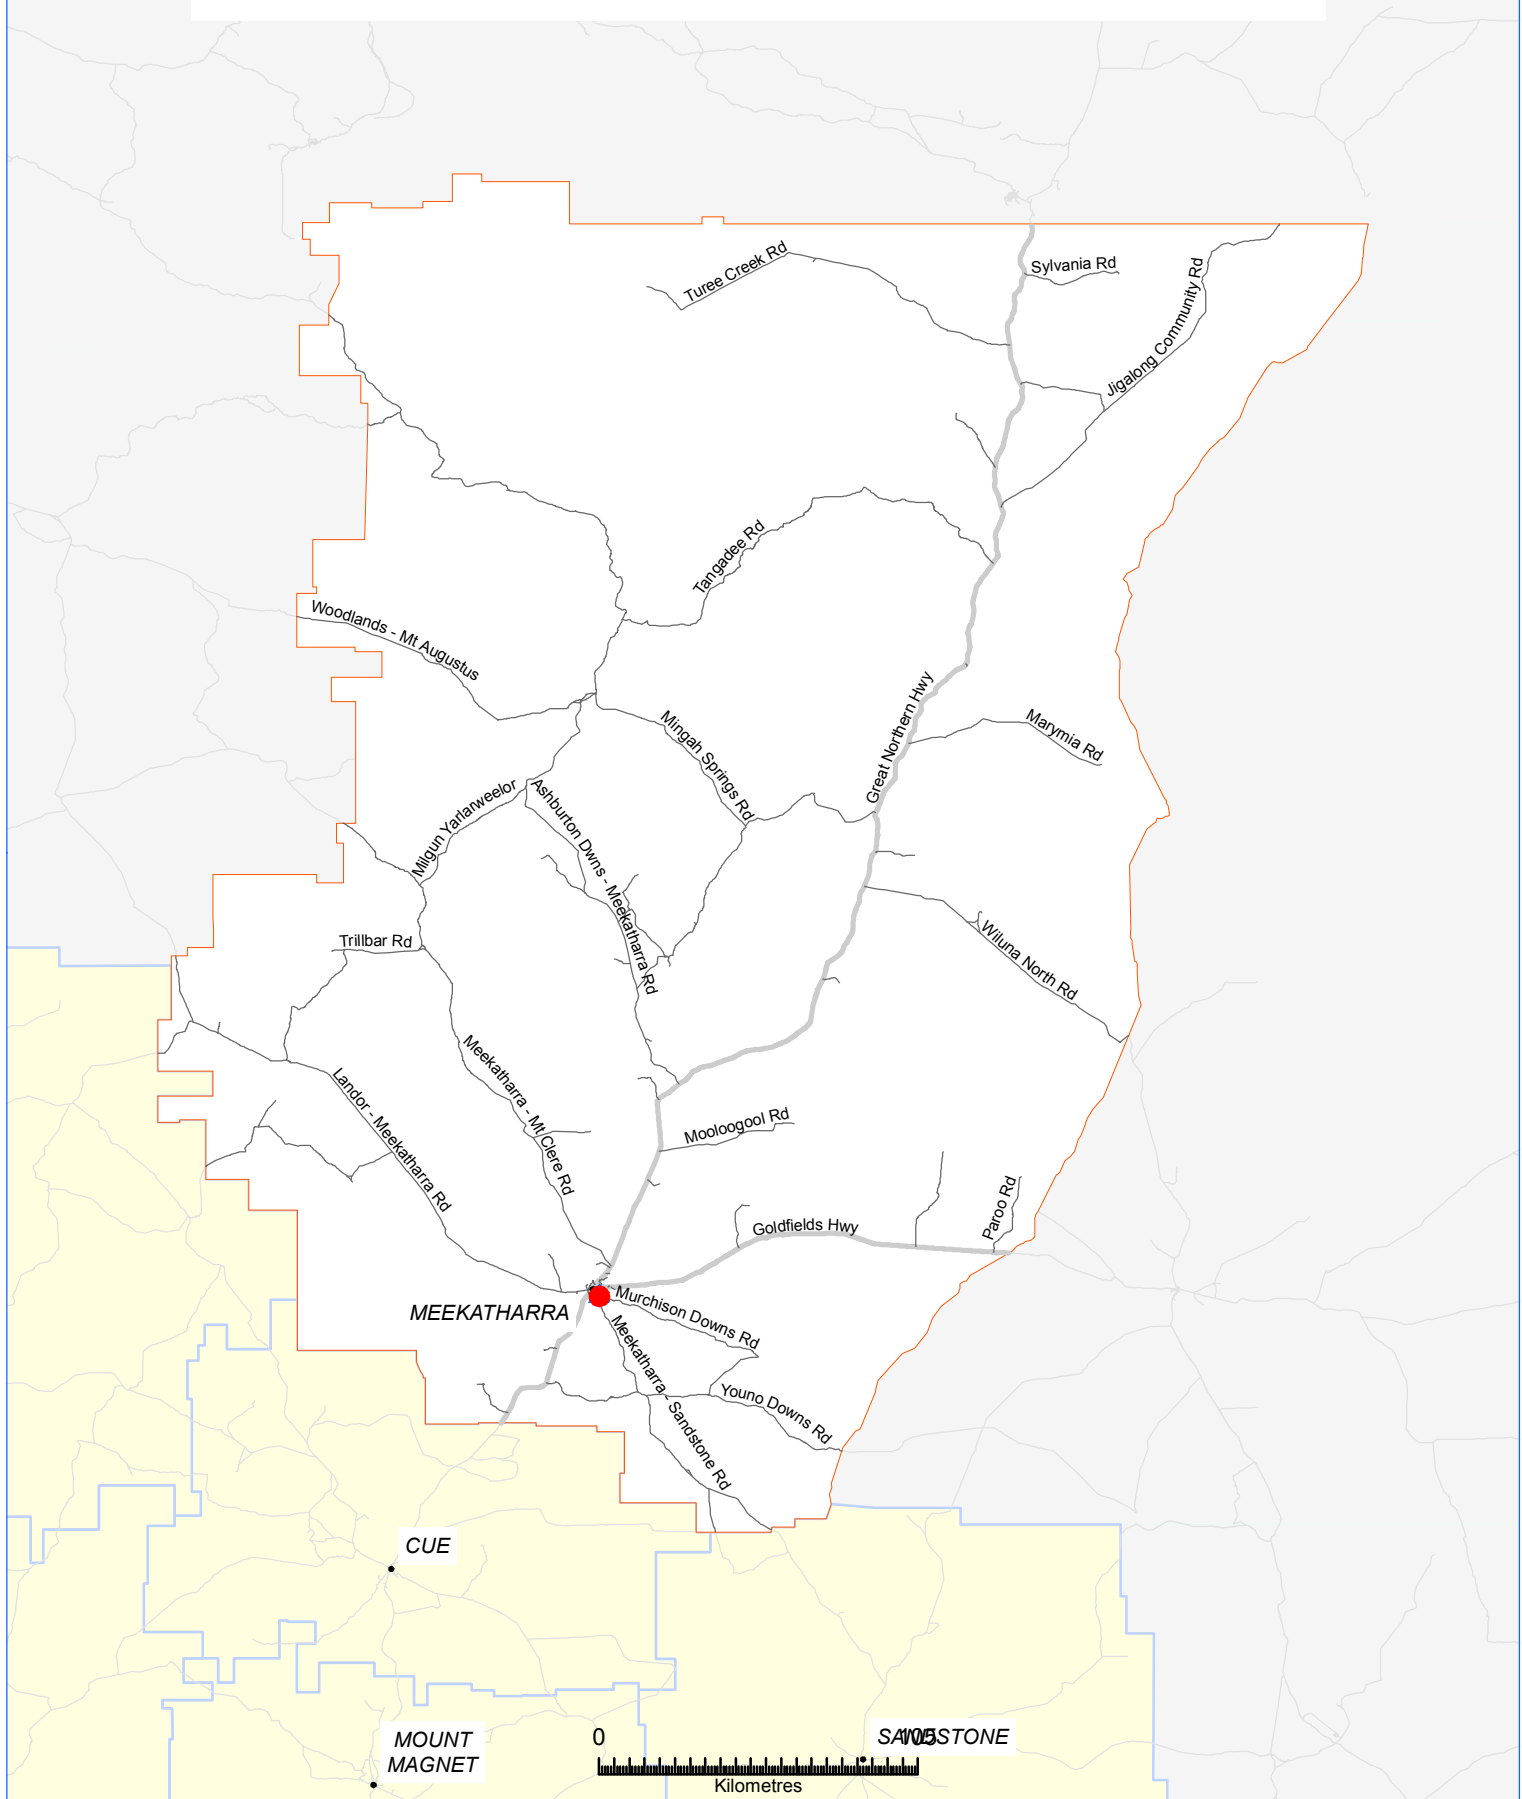 Turee Creek Rd
Sylvania Rd
Jigalong Community Rd
Tangadee Rd
Woodlands - Mt Augustus
Great Northern Hwy
Mingah Springs Rd
Marymia Rd
Milgun Yarlarweelor
Ashburton Dwns - Meekatharra Rd
Trillbar Rd
Wiluna North Rd
Meekatharra - Mt Clere Rd
Landor - Meekatharra Rd
Mooloogool Rd
Paroo Rd
Goldfields Hwy
MEEKATHARRA
Murchison Downs Rd
Meekatharra - Sandstone Rd
Youno Downs Rd
CUE
MOUNT
MAGNET
0
105
SANDSTONE
Kilometres